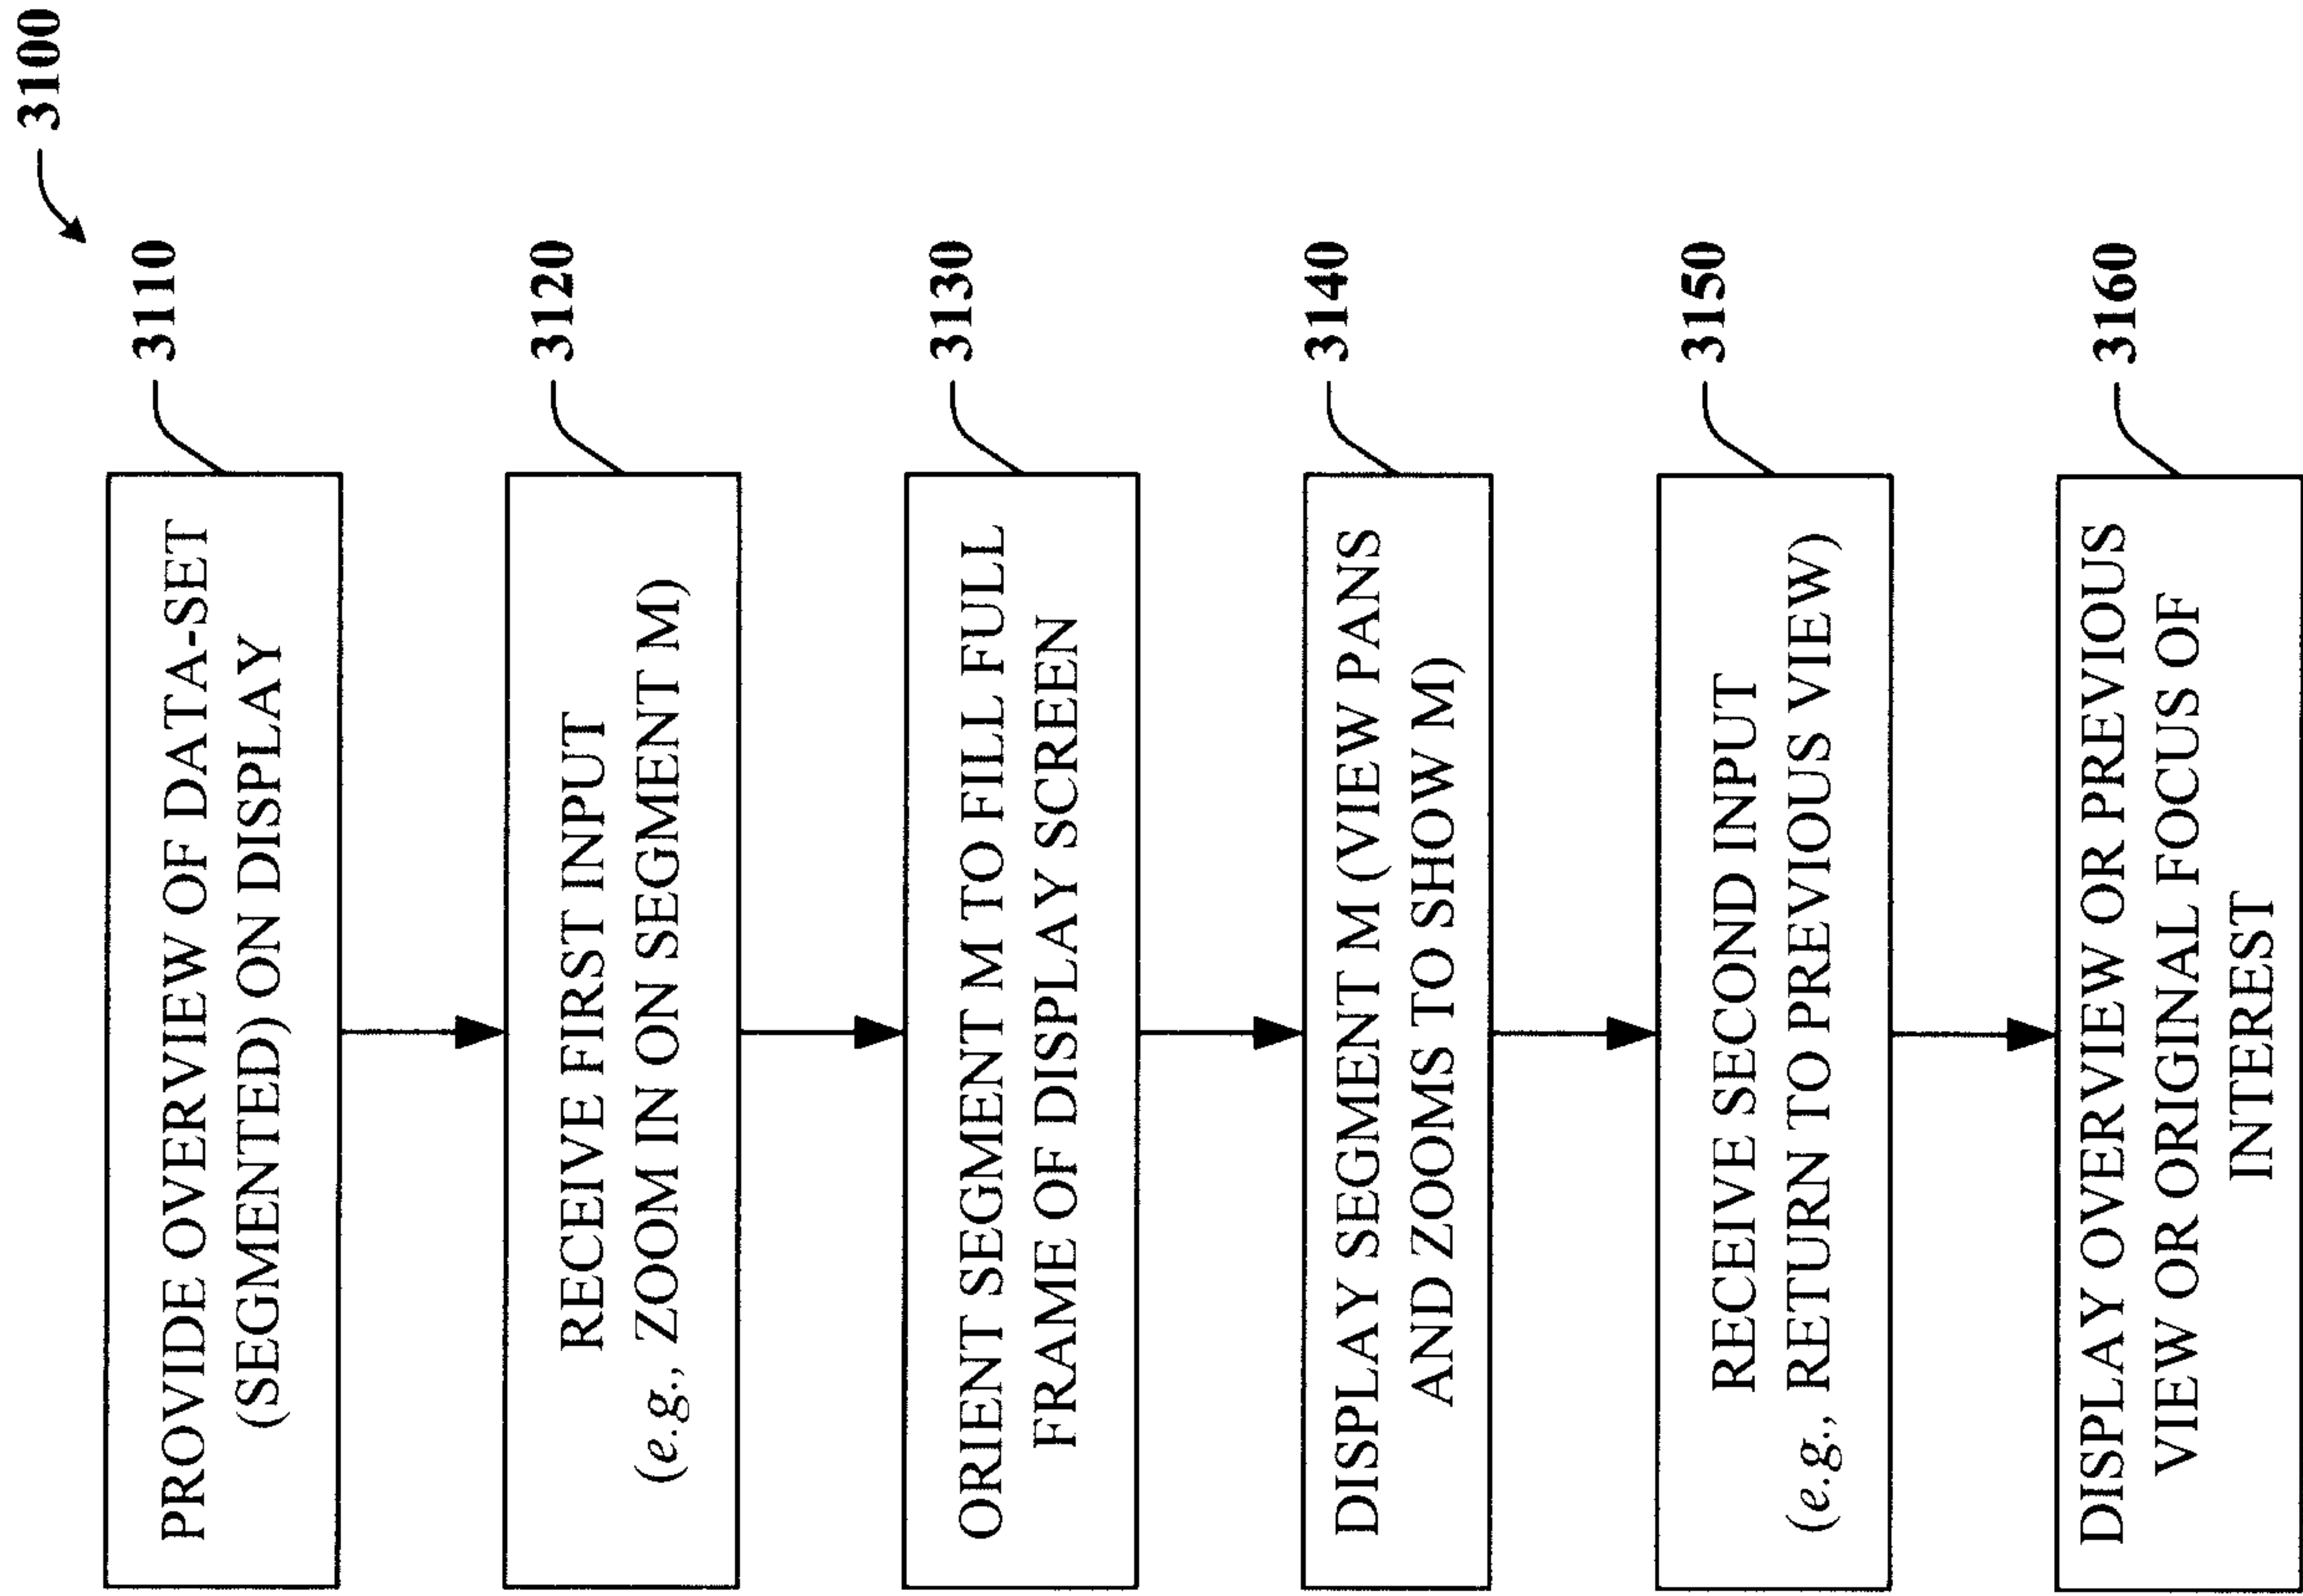 3100
PROVIDE OVERVIEW OF DATA-SET
(SEGMENTED) ON DISPLAY
3110
RECEIVE FIRST INPUT
(e.g., ZOOM IN ON SEGMENT M)
3120
ORIENT SEGMENT M TO FILL FULL
FRAME OF DISPLAY SCREEN
3130
DISPLAY SEGMENT M (VIEW PANS
AND ZOOMS TO SHOW M)
3140
RECEIVE SECOND INPUT
(e.g., RETURN TO PREVIOUS VIEW)
3150
DISPLAY OVERVIEW OR PREVIOUS
VIEW OR ORIGINAL FOCUS OF
INTEREST
3160